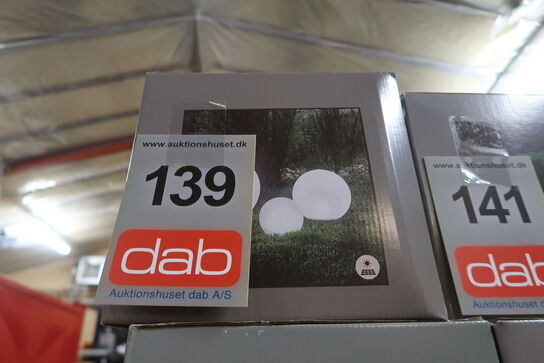 www.auktionshuset.dk
139
dab
Auktionshuset dab A/S
www.auktionshuset.dk
141
dab
Auktionshuset dab A/S